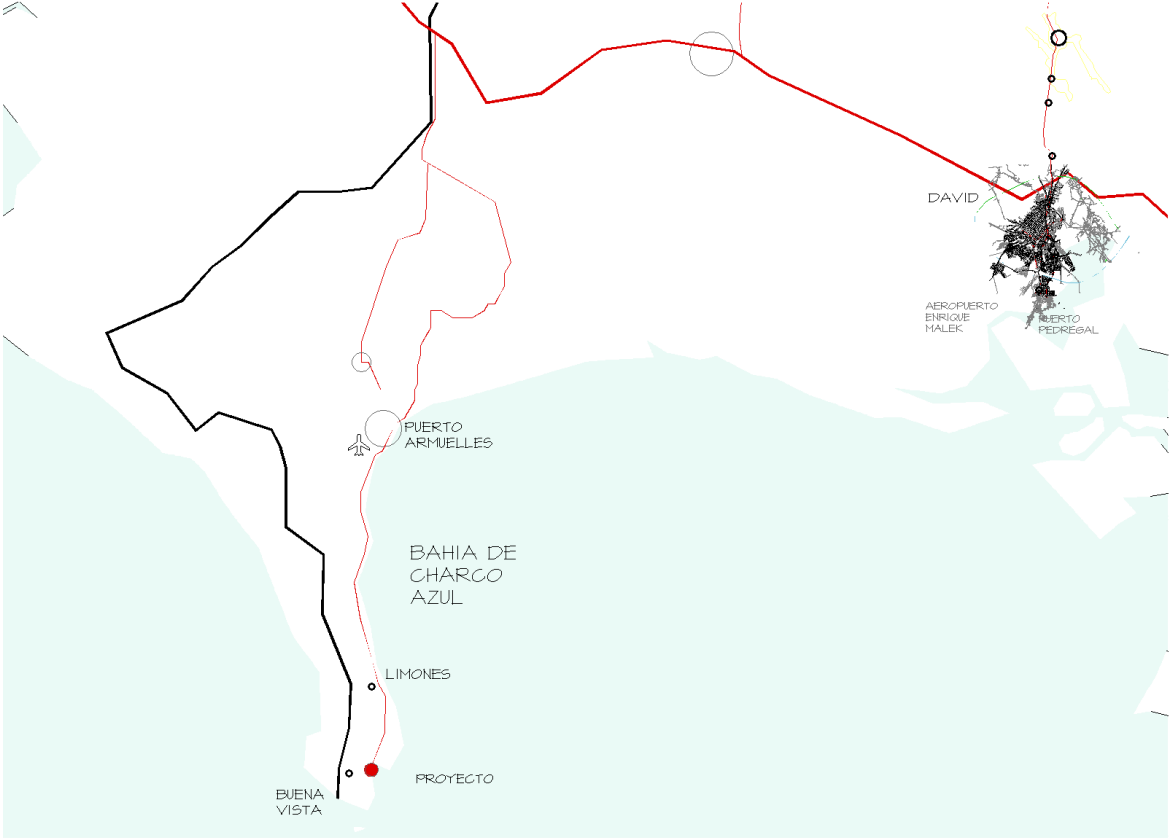 DAVID
AEROPUERTO
ENRIQUE
MALEK
PUERTO
PEDREGAL
PUERTO
ARMUELLES
BAHIA DE
CHARCO
AZUL
LIMONES
PROYECTO
BUENA
VISTA